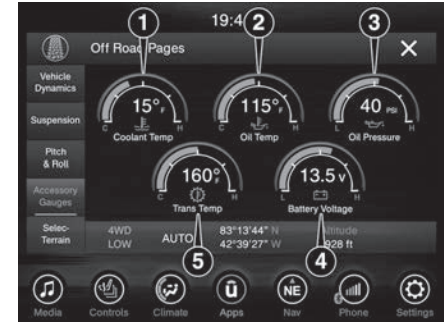 1
19:4
2
3
Off Road Pages
Vehicle
Dynamics
Suspension
Pitch
& Roll
Accessory
Gauges
Selec-
Terrain
15°F
C H
Coolant Temp
115°F
C H
Oil Temp
40 PSI
L H
Oil Pressure
160°F
C H
Trans Temp
13.5 v
L H
Battery Voltage
4WD
LOW
AUTO
83°13'44" N
42°39'27" W
Altitude
928 ft
5
4
Media
Controls
Climate
ū
Apps
NE
Nav
Phone
Settings